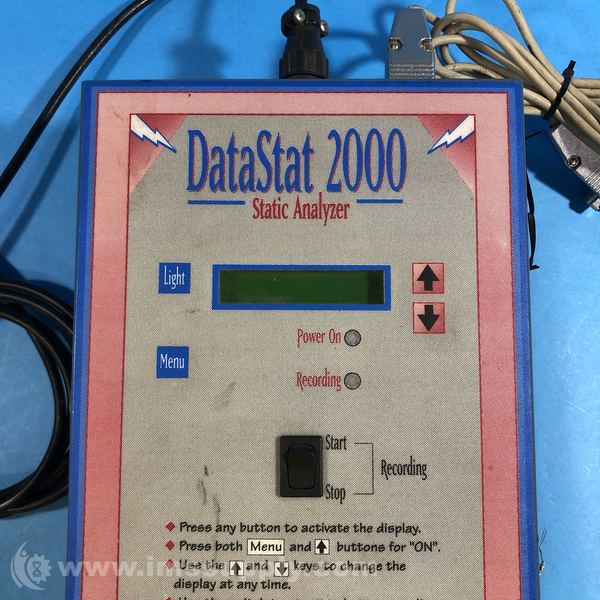 DataStat 2000
Static Analyzer
Light
Power On
Menu
Recording
Start
Recording
Stop
Press any button to activate the display.
Press both Menu and buttons for "ON".
Use the and keys to change the
display at any time.